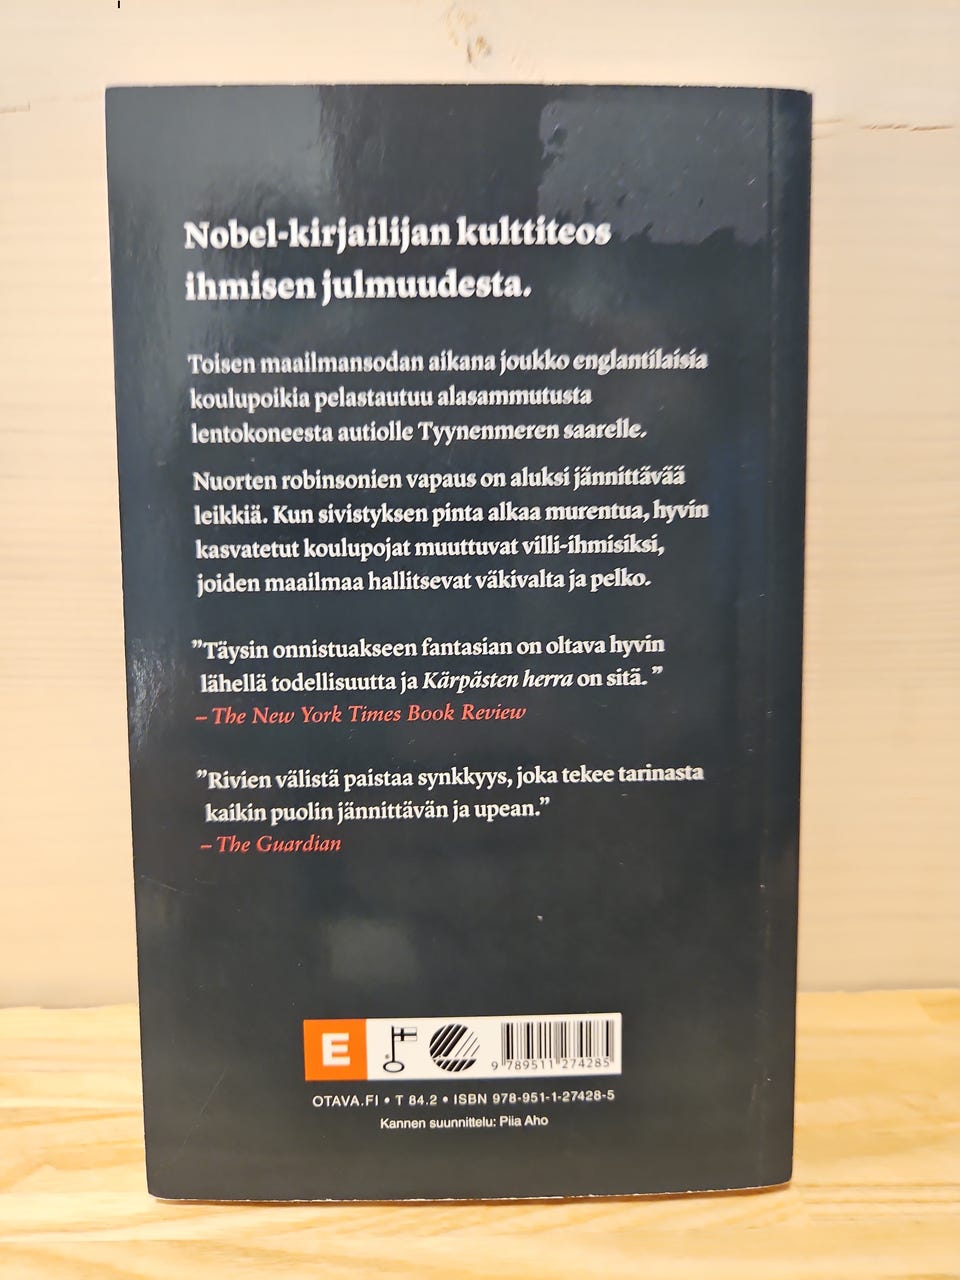 Nobel-kirjailijan kulttiteos
ihmisen julmuudesta.
Toisen maailmansodan aikana joukko englantilaisia
koulupoikia pelastautuu alasammutusta
lentokoneesta autiolle Tyynenmeren saarelle.
Nuorten robinsonien vapaus on aluksi jännittävää
leikkiä. Kun sivistyksen pinta alkaa murentua, hyvin
kasvatetut koulupojat muuttuvat villi-ihmisiksi,
joiden maailmaa hallitsevat väkivalta ja pelko.
”Täysin onnistuakseen fantasian on oltava hyvin
lähellä todellisuutta ja Kärpästen herra on sitä.”
– The New York Times Book Review
”Rivien välistä paistaa synkkyys, joka tekee tarinasta
kaikin puolin jännittävän ja upean.”
– The Guardian
E
9 789511 274285
OTAVA.FI • T 84.2 • ISBN 978-951-1-27428-5
Kannen suunnittelu: Piia Aho